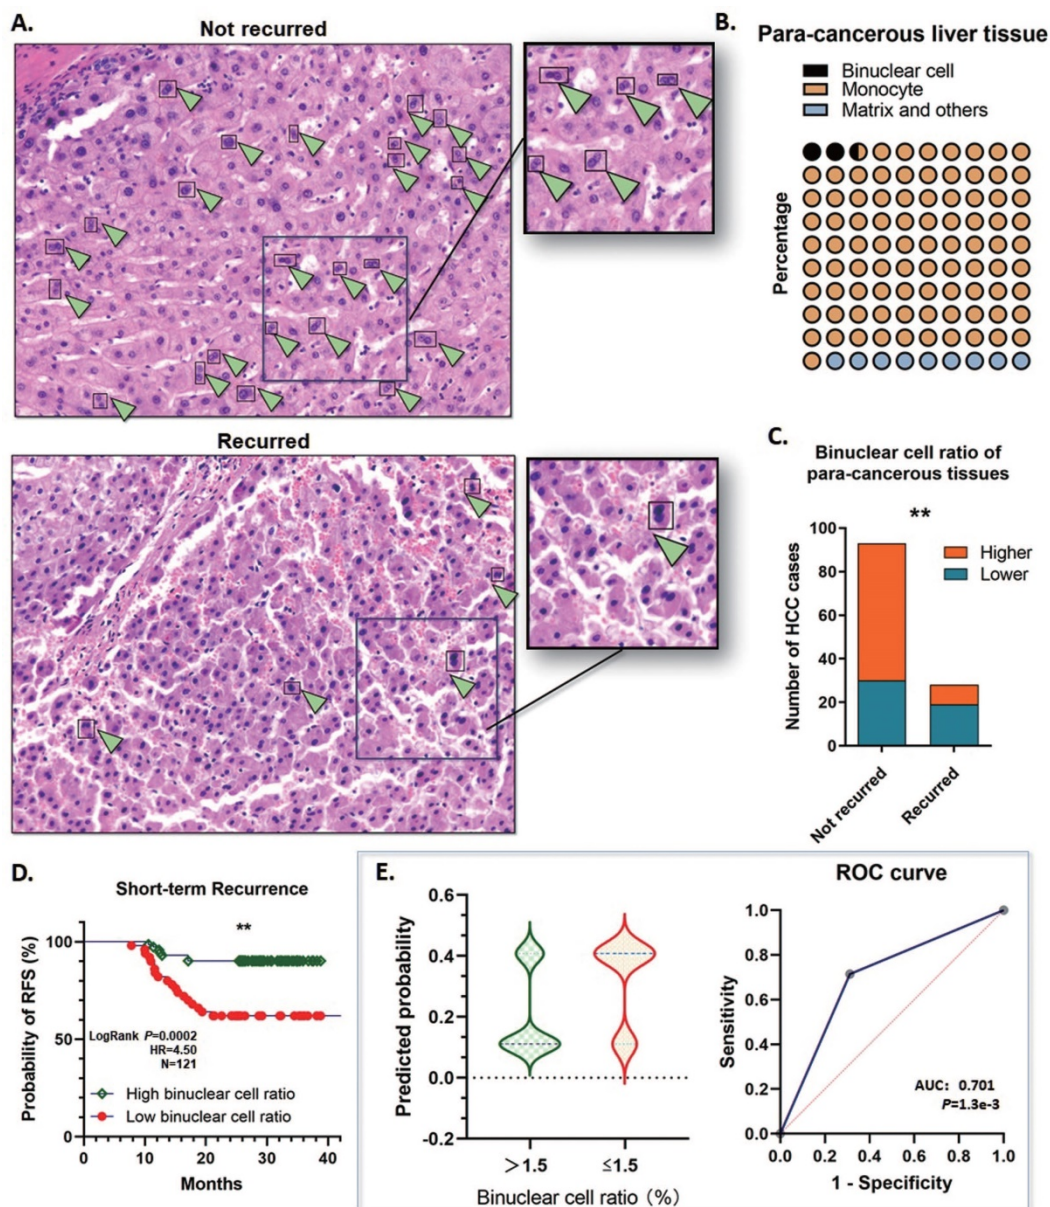 A.
Not recurred
Recurred
B.
Para-cancerous liver tissue
Binuclear cell
Monocyte
Matrix and others
Percentage
C.
Binuclear cell ratio of
para-cancerous tissues
**
Number of HCC cases
100
80
60
40
20
0
Higher
Lower
Not recurred
Recurred
D.
Short-term Recurrence
**
Probability of RFS (%)
100
50
0
LogRank P=0.0002
HR=4.50
N=121
High binuclear cell ratio
Low binuclear cell ratio
0 10 20 30 40
Months
E.
Predicted probability
0.6
0.4
0.2
0.0
-0.2
>1.5 ≤1.5
Binuclear cell ratio (%)
ROC curve
Sensitivity
1.0
0.8
0.6
0.4
0.2
0.0
AUC: 0.701
P=1.3e-3
0.0 0.2 0.4 0.6 0.8 1.0
1 - Specificity